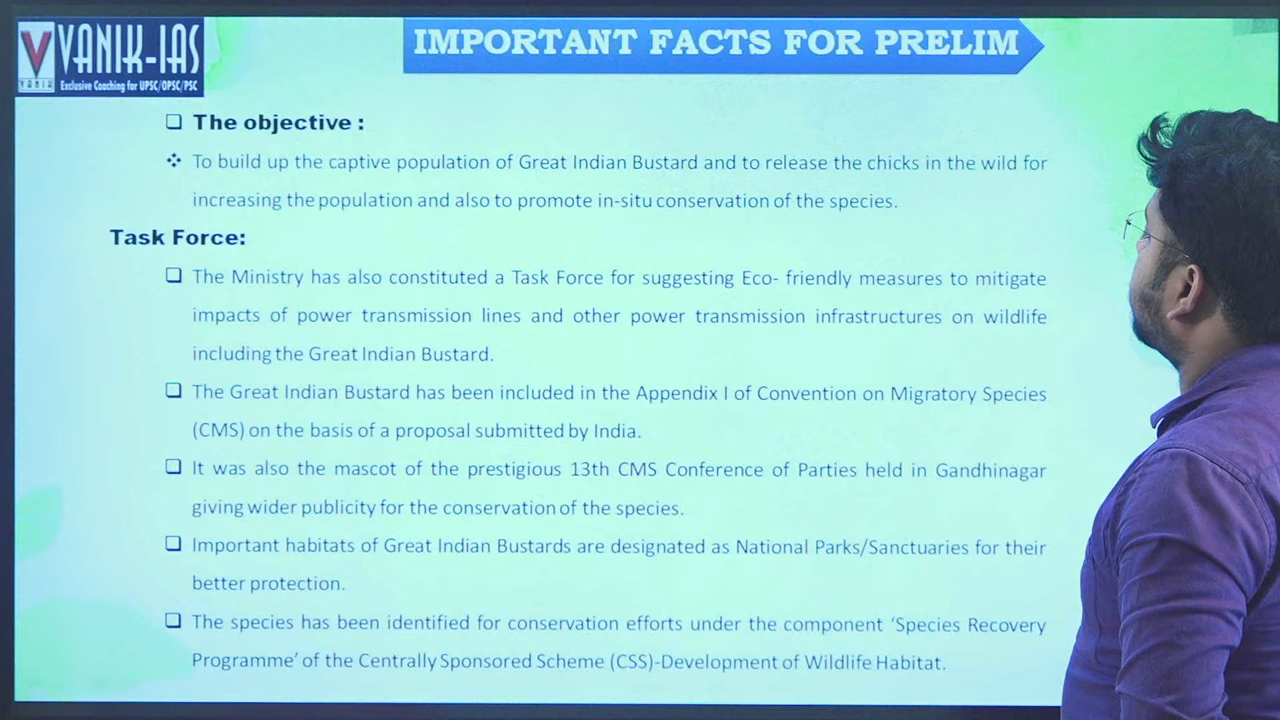 VANIK-IAS
VANIK
Exclusive Coaching for UPSC/OPSC/PSC
IMPORTANT FACTS FOR PRELIM
❑ The objective :
❖ To build up the captive population of Great Indian Bustard and to release the chicks in the wild for
increasing the population and also to promote in-situ conservation of the species.
Task Force:
❑ The Ministry has also constituted a Task Force for suggesting Eco- friendly measures to mitigate
impacts of power transmission lines and other power transmission infrastructures on wildlife
including the Great Indian Bustard.
❑ The Great Indian Bustard has been included in the Appendix I of Convention on Migratory Species
(CMS) on the basis of a proposal submitted by India.
❑ It was also the mascot of the prestigious 13th CMS Conference of Parties held in Gandhinagar
giving wider publicity for the conservation of the species.
❑ Important habitats of Great Indian Bustards are designated as National Parks/Sanctuaries for their
better protection.
❑ The species has been identified for conservation efforts under the component ‘Species Recovery
Programme’ of the Centrally Sponsored Scheme (CSS)-Development of Wildlife Habitat.